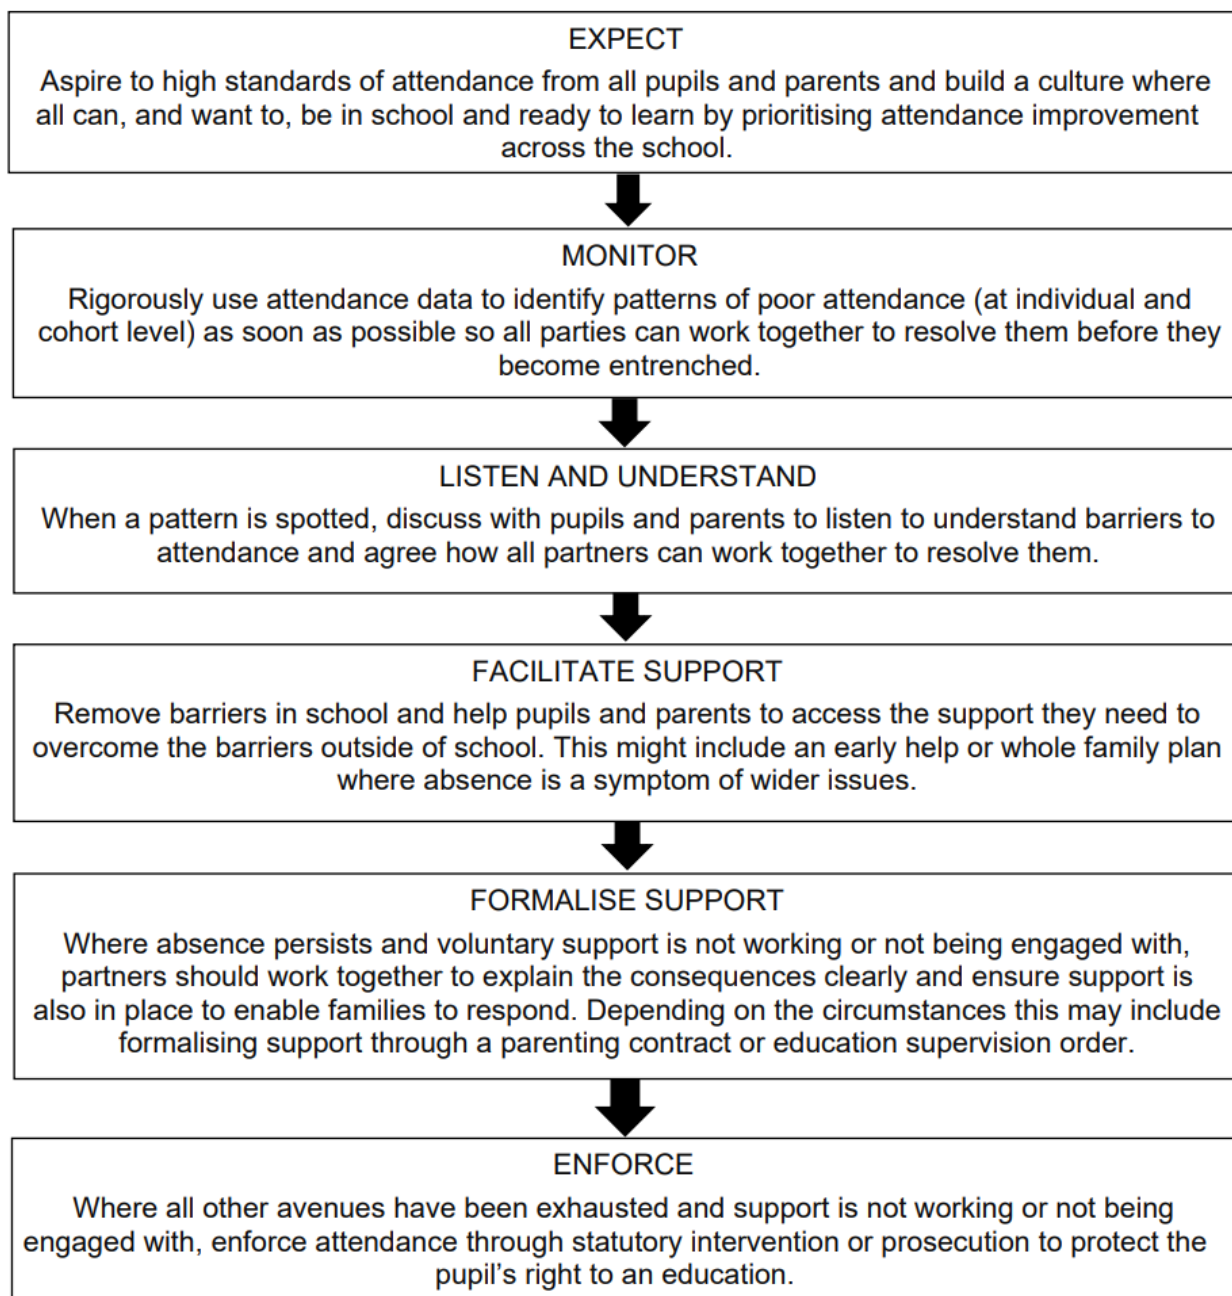 EXPECT
Aspire to high standards of attendance from all pupils and parents and build a culture where
all can, and want to, be in school and ready to learn by prioritising attendance improvement
across the school.
MONITOR
Rigorously use attendance data to identify patterns of poor attendance (at individual and
cohort level) as soon as possible so all parties can work together to resolve them before they
become entrenched.
LISTEN AND UNDERSTAND
When a pattern is spotted, discuss with pupils and parents to listen to understand barriers to
attendance and agree how all partners can work together to resolve them.
FACILITATE SUPPORT
Remove barriers in school and help pupils and parents to access the support they need to
overcome the barriers outside of school. This might include an early help or whole family plan
where absence is a symptom of wider issues.
FORMALISE SUPPORT
Where absence persists and voluntary support is not working or not being engaged with,
partners should work together to explain the consequences clearly and ensure support is
also in place to enable families to respond. Depending on the circumstances this may include
formalising support through a parenting contract or education supervision order.
ENFORCE
Where all other avenues have been exhausted and support is not working or not being
engaged with, enforce attendance through statutory intervention or prosecution to protect the
pupil’s right to an education.